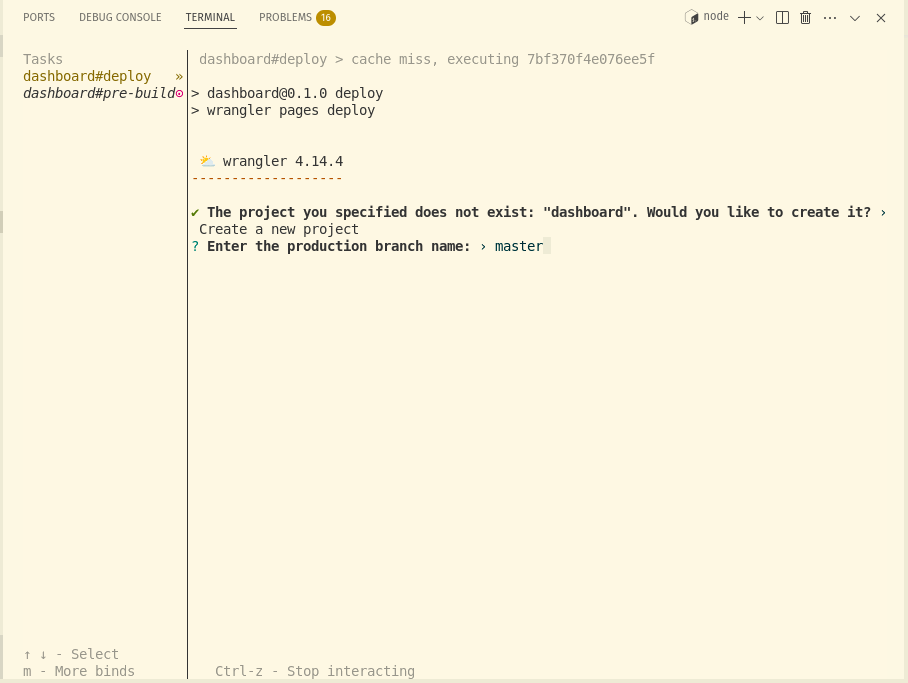 PORTS DEBUG CONSOLE TERMINAL PROBLEMS 16 node
Tasks
dashboard#deploy »
dashboard#pre-build⊙
dashboard#deploy > cache miss, executing 7bf370f4e076ee5f
> dashboard@0.1.0 deploy
> wrangler pages deploy
⛅ wrangler 4.14.4
-------------------
✔ The project you specified does not exist: "dashboard". Would you like to create it? ›
Create a new project
? Enter the production branch name: › master
↑ ↓ - Select
m - More binds
Ctrl-z - Stop interacting